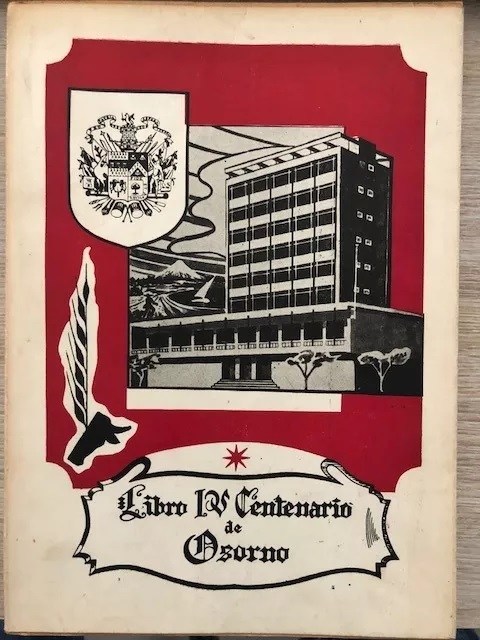 Libro IV Centenario
de
Osorno